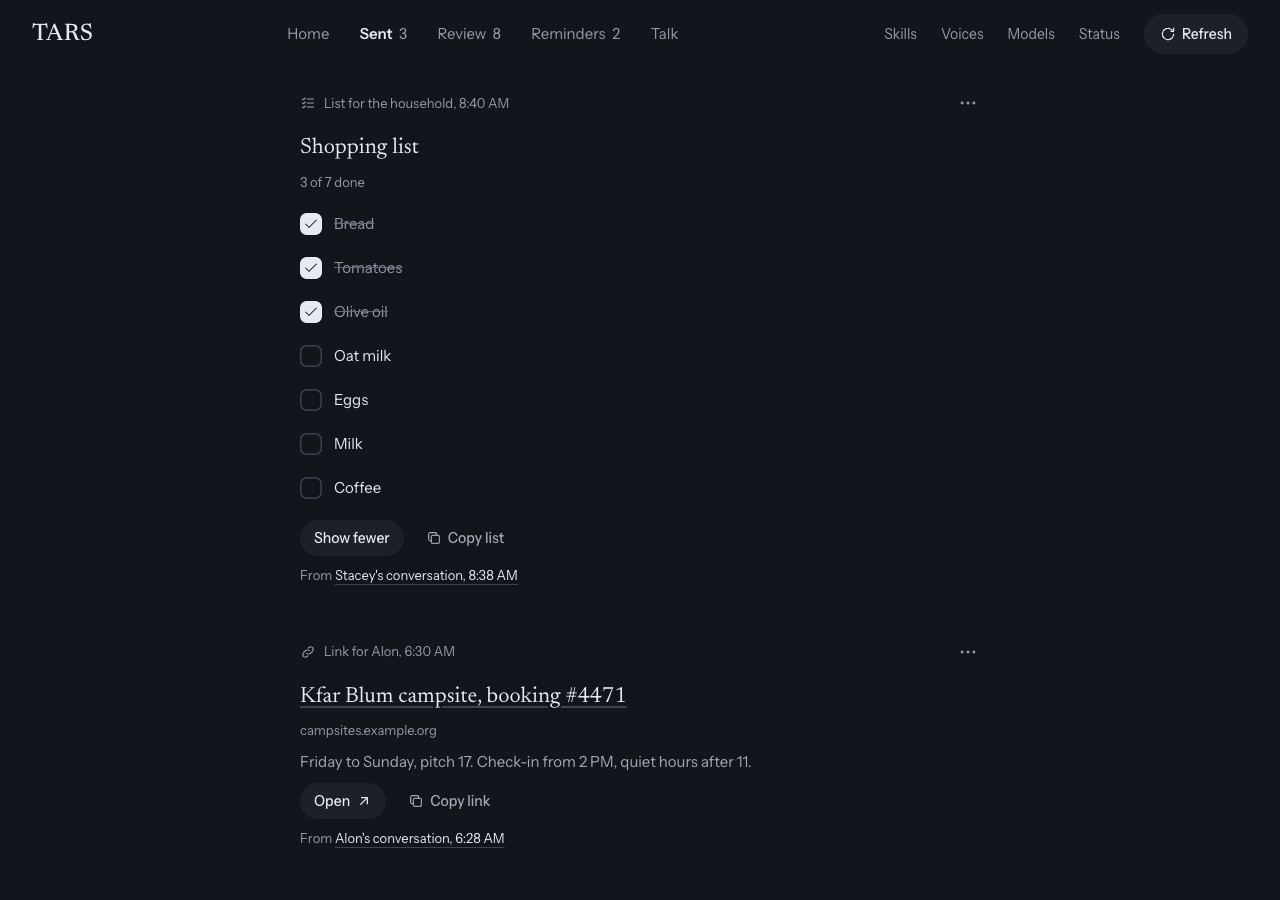 TARS
Home Sent 3 Review 8 Reminders 2 Talk Skills Voices Models Status Refresh
List for the household, 8:40 AM
Shopping list
3 of 7 done
Bread
Tomatoes
Olive oil
Oat milk
Eggs
Milk
Coffee
Show fewer Copy list
From Stacey's conversation, 8:38 AM
Link for Alon, 6:30 AM
Kfar Blum campsite, booking #4471
campsites.example.org
Friday to Sunday, pitch 17. Check-in from 2 PM, quiet hours after 11.
Open Copy link
From Alon's conversation, 6:28 AM